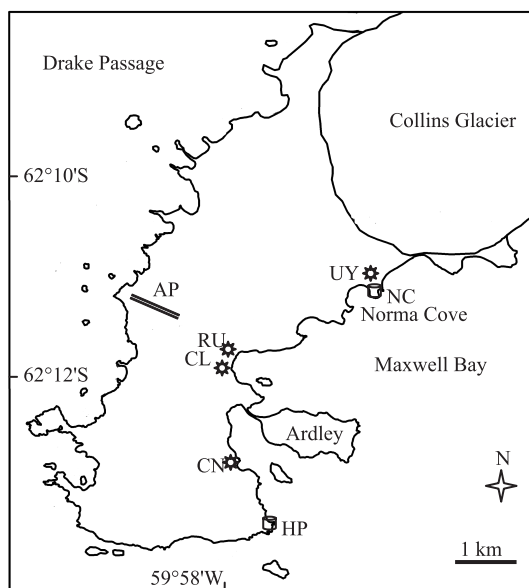 Drake Passage
Collins Glacier
62°10'S
UY
NC
AP
Norma Cove
RU
CL
Maxwell Bay
62°12'S
Ardley
CN
N
HP
1 km
59°58'W